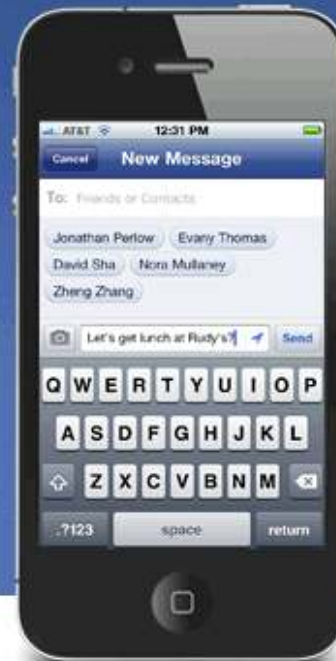 AT&T 12:31 PM
Cancel New Message
To: Friends or Contacts
Jonathan Perlow Evany Thomas
David Sha Nora Mullaney
Zheng Zhang
Let's get lunch at Rudy's? Send
Q W E R T Y U I O P
A S D F G H J K L
Z X C V B N M
.?123 space return